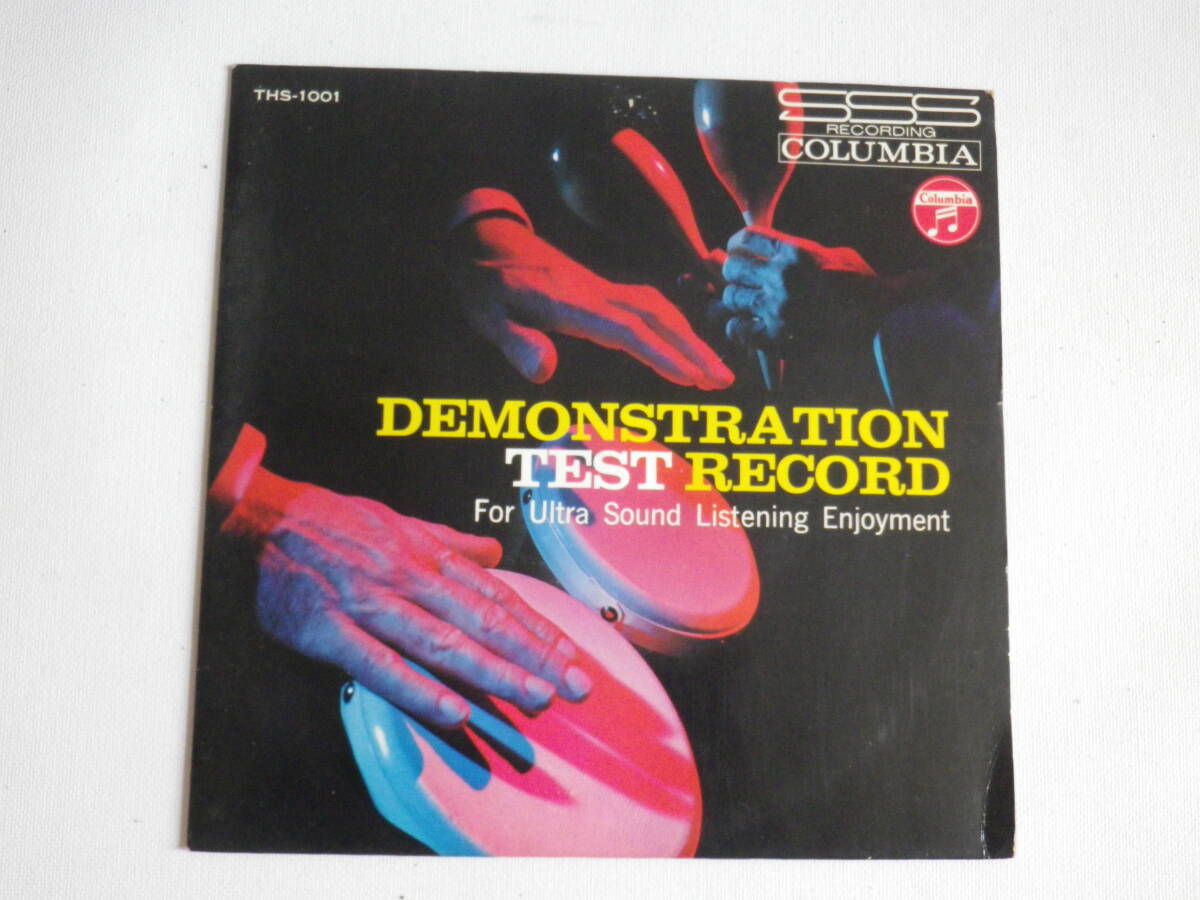 THS-1001
SSS
RECORDING
COLUMBIA
Columbia
DEMONSTRATION
TEST RECORD
For Ultra Sound Listening Enjoyment